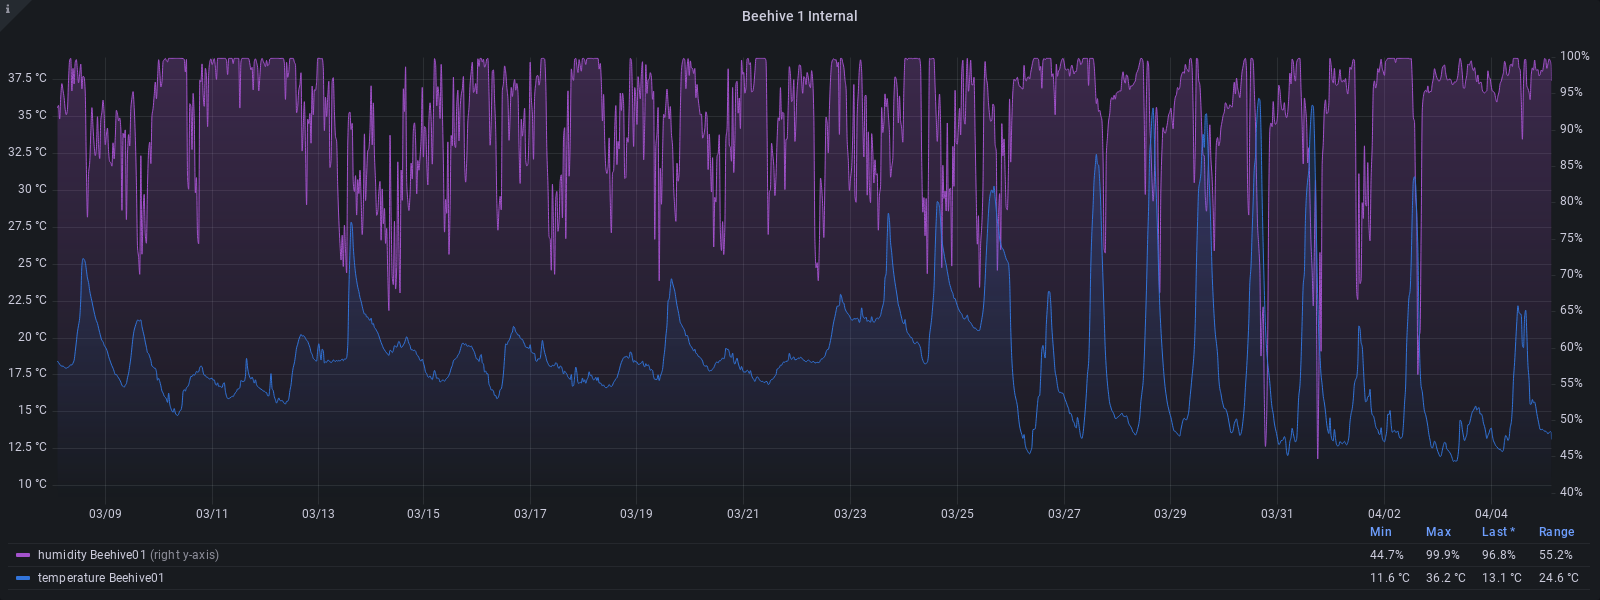 i
Beehive 1 Internal
37.5 °C
35 °C
32.5 °C
30 °C
27.5 °C
25 °C
22.5 °C
20 °C
17.5 °C
15 °C
12.5 °C
10 °C
100%
95%
90%
85%
80%
75%
70%
65%
60%
55%
50%
45%
40%
03/09 03/11 03/13 03/15 03/17 03/19 03/21 03/23 03/25 03/27 03/29 03/31 04/02 04/04
Min Max Last * Range
humidity Beehive01 (right y-axis) 44.7% 99.9% 96.8% 55.2%
temperature Beehive01 11.6 °C 36.2 °C 13.1 °C 24.6 °C